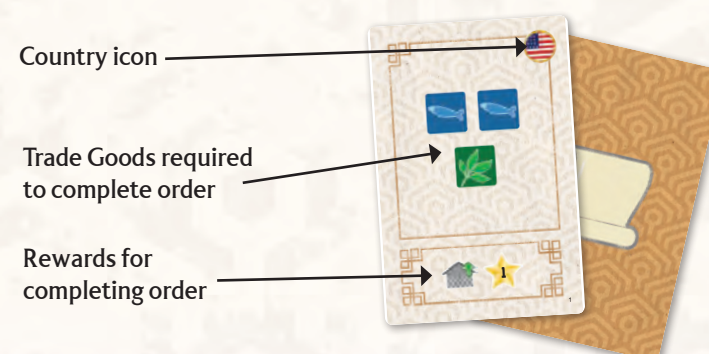 Country icon
Trade Goods required
to complete order
Rewards for
completing order
1
1